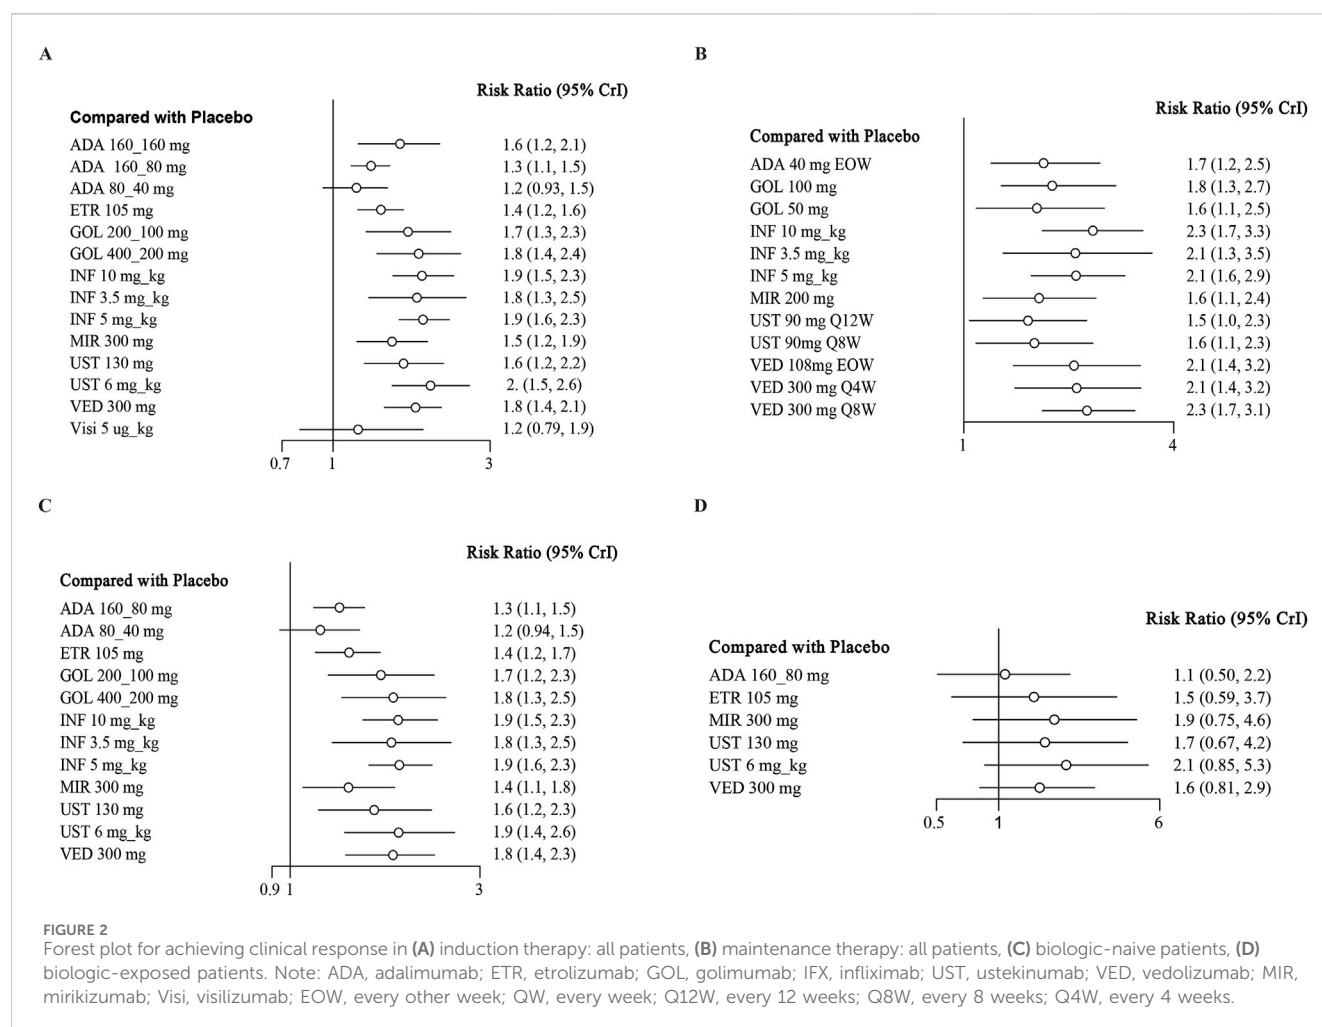 A
Risk Ratio (95% CrI)
Compared with Placebo
ADA 160_160 mg 1.6 (1.2, 2.1)
ADA 160_80 mg 1.3 (1.1, 1.5)
ADA 80_40 mg 1.2 (0.93, 1.5)
ETR 105 mg 1.4 (1.2, 1.6)
GOL 200_100 mg 1.7 (1.3, 2.3)
GOL 400_200 mg 1.8 (1.4, 2.4)
INF 10 mg_kg 1.9 (1.5, 2.3)
INF 3.5 mg_kg 1.8 (1.3, 2.5)
INF 5 mg_kg 1.9 (1.6, 2.3)
MIR 300 mg 1.5 (1.2, 1.9)
UST 130 mg 1.6 (1.2, 2.2)
UST 6 mg_kg 2. (1.5, 2.6)
VED 300 mg 1.8 (1.4, 2.1)
Visi 5 ug_kg 1.2 (0.79, 1.9)
0.7 1 3
B
Risk Ratio (95% CrI)
Compared with Placebo
ADA 40 mg EOW 1.7 (1.2, 2.5)
GOL 100 mg 1.8 (1.3, 2.7)
GOL 50 mg 1.6 (1.1, 2.5)
INF 10 mg_kg 2.3 (1.7, 3.3)
INF 3.5 mg_kg 2.1 (1.3, 3.5)
INF 5 mg_kg 2.1 (1.6, 2.9)
MIR 200 mg 1.6 (1.1, 2.4)
UST 90 mg Q12W 1.5 (1.0, 2.3)
UST 90mg Q8W 1.6 (1.1, 2.3)
VED 108mg EOW 2.1 (1.4, 3.2)
VED 300 mg Q4W 2.1 (1.4, 3.2)
VED 300 mg Q8W 2.3 (1.7, 3.1)
1 4
C
Risk Ratio (95% CrI)
Compared with Placebo
ADA 160_80 mg 1.3 (1.1, 1.5)
ADA 80_40 mg 1.2 (0.94, 1.5)
ETR 105 mg 1.4 (1.2, 1.7)
GOL 200_100 mg 1.7 (1.2, 2.3)
GOL 400_200 mg 1.8 (1.3, 2.5)
INF 10 mg_kg 1.9 (1.5, 2.3)
INF 3.5 mg_kg 1.8 (1.3, 2.5)
INF 5 mg_kg 1.9 (1.6, 2.3)
MIR 300 mg 1.4 (1.1, 1.8)
UST 130 mg 1.6 (1.2, 2.3)
UST 6 mg_kg 1.9 (1.4, 2.6)
VED 300 mg 1.8 (1.4, 2.3)
0.9 1 3
D
Risk Ratio (95% CrI)
Compared with Placebo
ADA 160_80 mg 1.1 (0.50, 2.2)
ETR 105 mg 1.5 (0.59, 3.7)
MIR 300 mg 1.9 (0.75, 4.6)
UST 130 mg 1.7 (0.67, 4.2)
UST 6 mg_kg 2.1 (0.85, 5.3)
VED 300 mg 1.6 (0.81, 2.9)
0.5 1 6
FIGURE 2
Forest plot for achieving clinical response in (A) induction therapy: all patients, (B) maintenance therapy: all patients, (C) biologic-naive patients, (D)
biologic-exposed patients. Note: ADA, adalimumab; ETR, etrolizumab; GOL, golimumab; IFX, infliximab; UST, ustekinumab; VED, vedolizumab; MIR,
mirikizumab; Visi, visilizumab; EOW, every other week; QW, every week; Q12W, every 12 weeks; Q8W, every 8 weeks; Q4W, every 4 weeks.